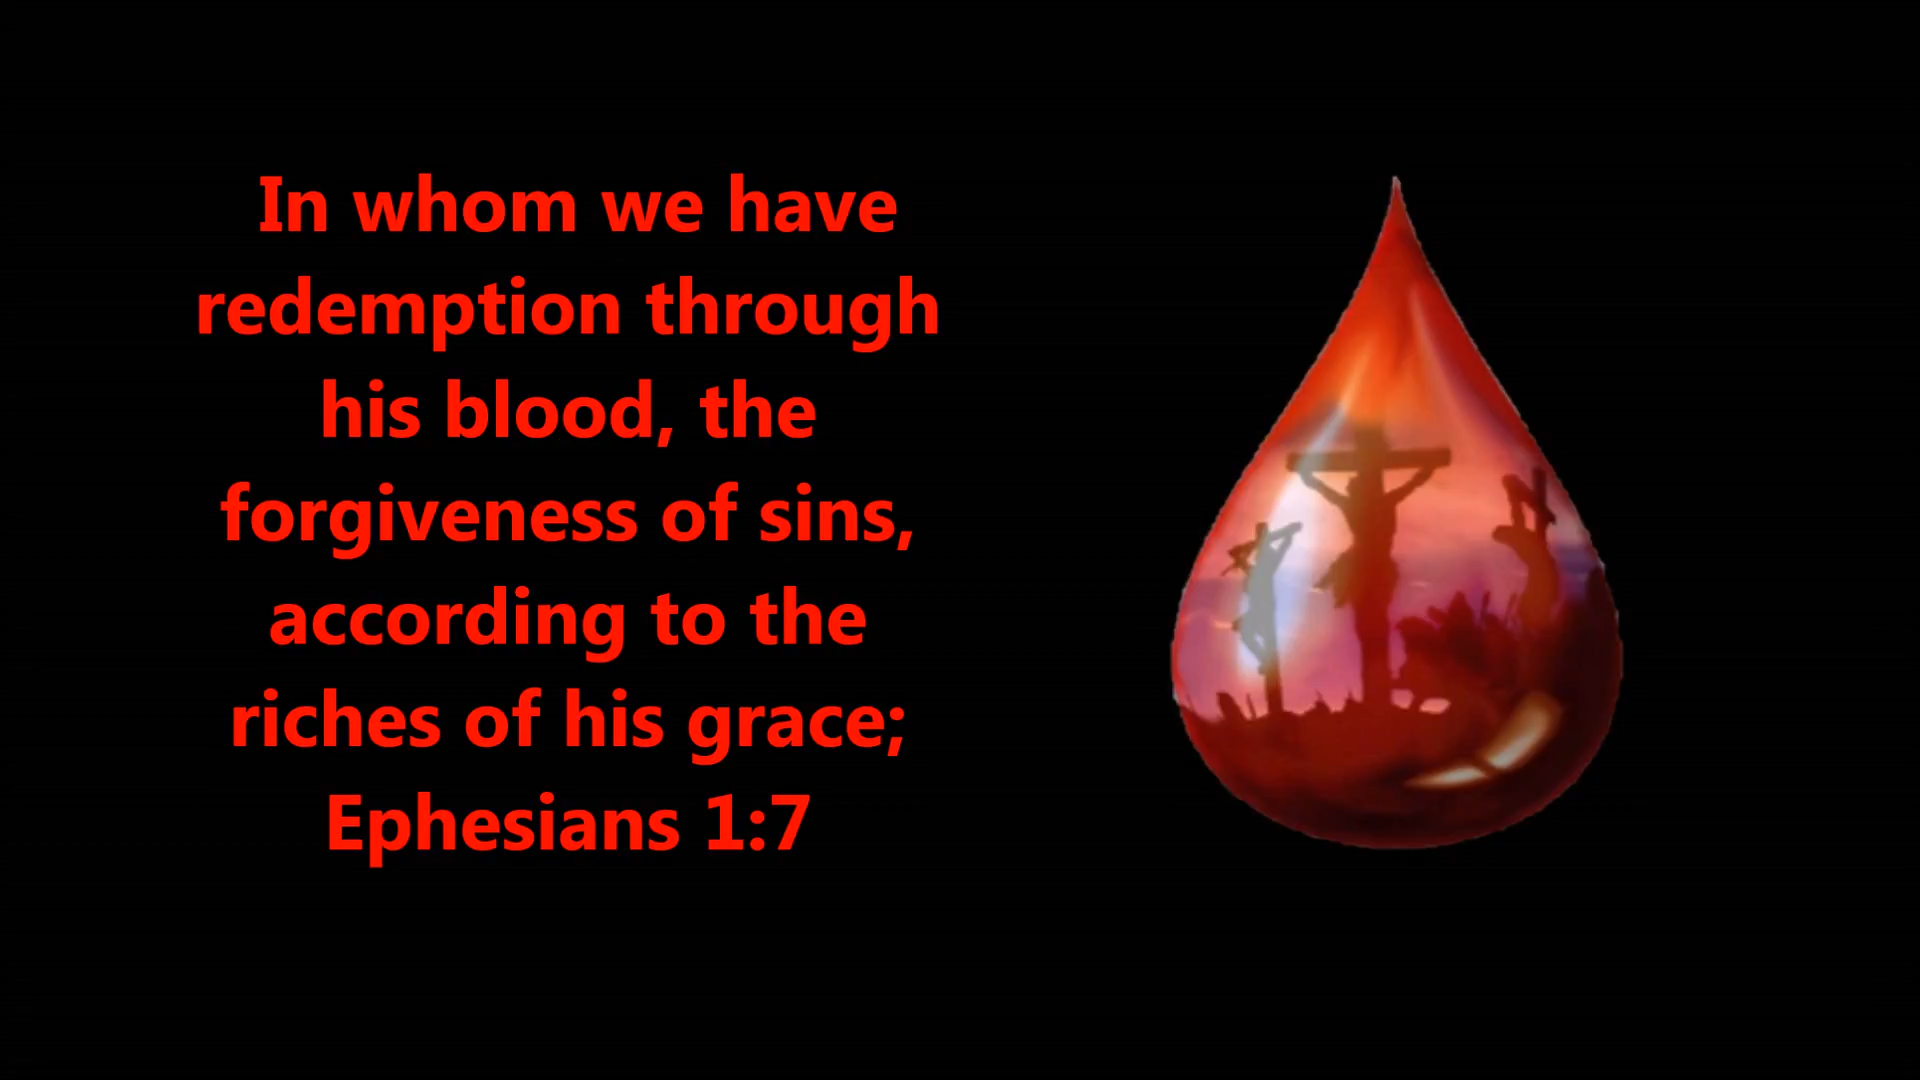 In whom we have
redemption through
his blood, the
forgiveness of sins,
according to the
riches of his grace;
Ephesians 1:7